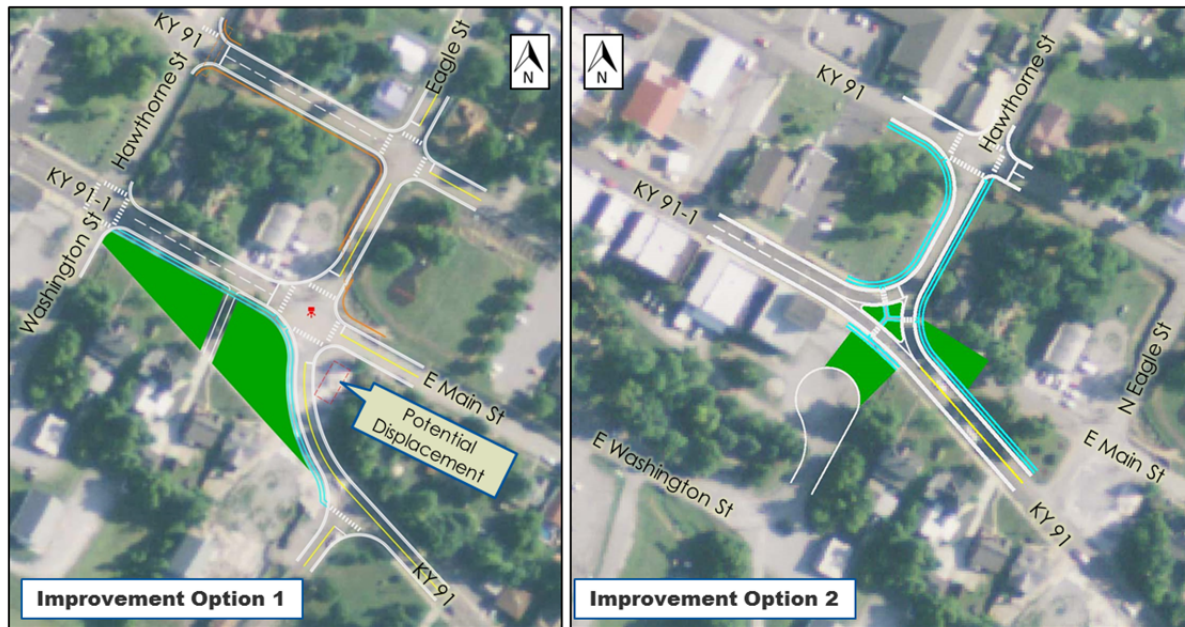 KY 91
Eagle St
N
Hawthorne St
KY 91-1
Washington St
E Main St
Potential
Displacement
KY 91
Improvement Option 1
N
KY 91
Hawthorne St
KY 91-1
N Eagle St
E Main St
E Washington St
KY 91
Improvement Option 2